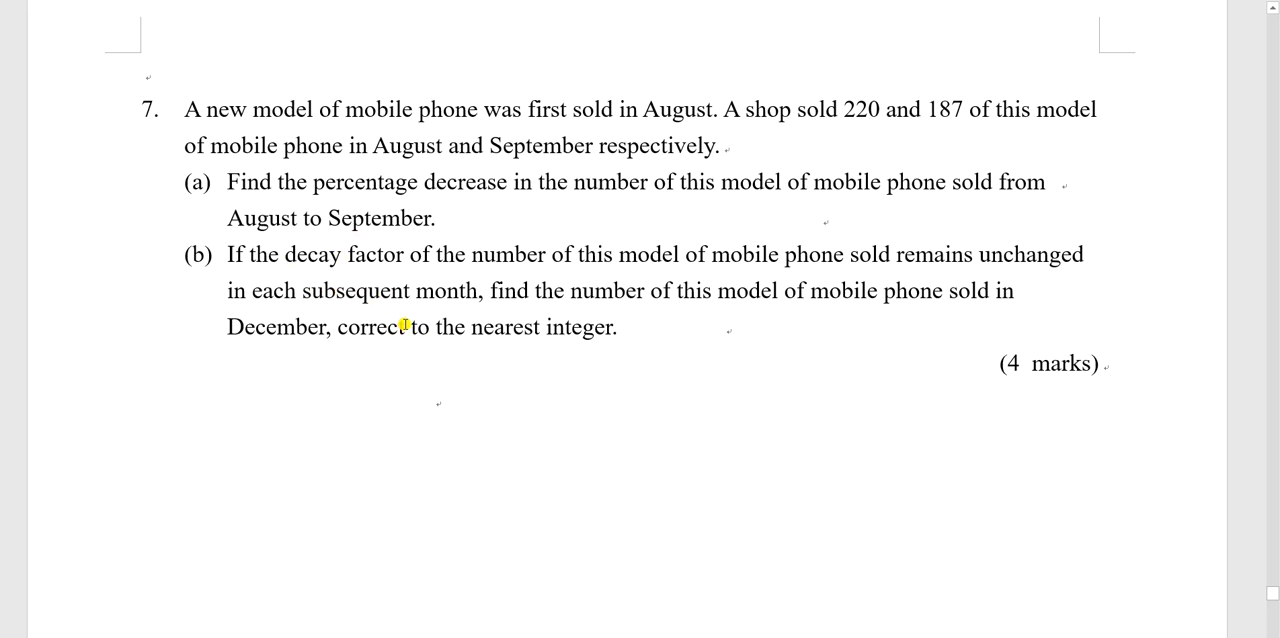 7. A new model of mobile phone was first sold in August. A shop sold 220 and 187 of this model
of mobile phone in August and September respectively.
(a) Find the percentage decrease in the number of this model of mobile phone sold from
August to September.
(b) If the decay factor of the number of this model of mobile phone sold remains unchanged
in each subsequent month, find the number of this model of mobile phone sold in
December, correct to the nearest integer.
(4 marks)